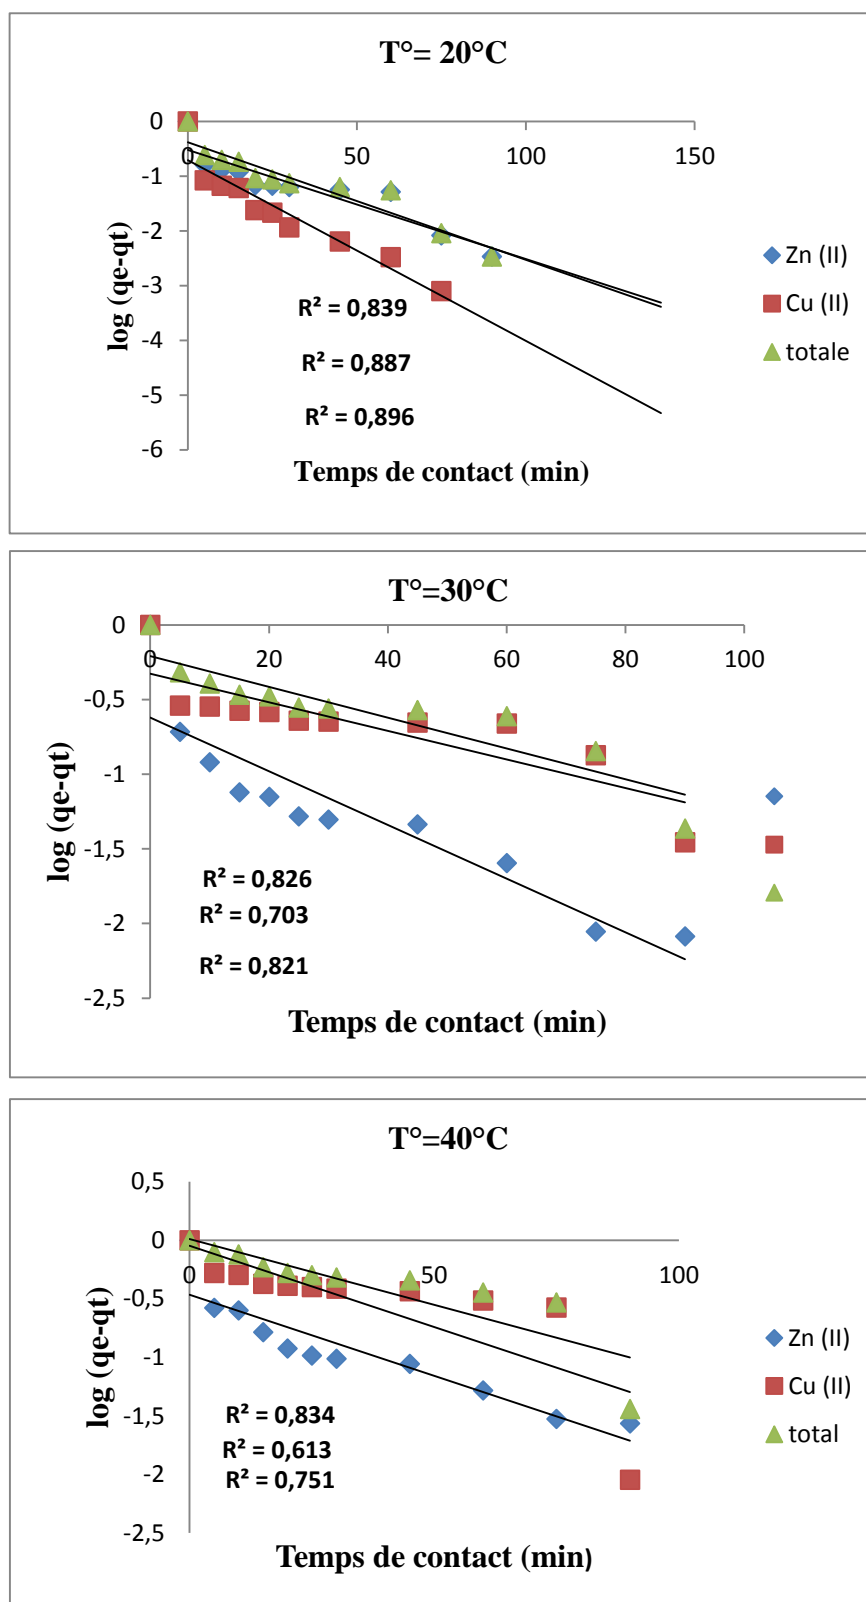 T°= 20°C
0
0
50
100
150
-1
-2
-3
-4
-5
-6
log (qe-qt)
R² = 0,839
R² = 0,887
R² = 0,896
Zn (II)
Cu (II)
totale
Temps de contact (min)
T°=30°C
0
0
20
40
60
80
100
-0,5
-1
-1,5
-2
-2,5
log (qe-qt)
R² = 0,826
R² = 0,703
R² = 0,821
Temps de contact (min)
T°=40°C
0,5
0
0
50
100
-0,5
-1
-1,5
-2
-2,5
log (qe-qt)
R² = 0,834
R² = 0,613
R² = 0,751
Zn (II)
Cu (II)
total
Temps de contact (min)